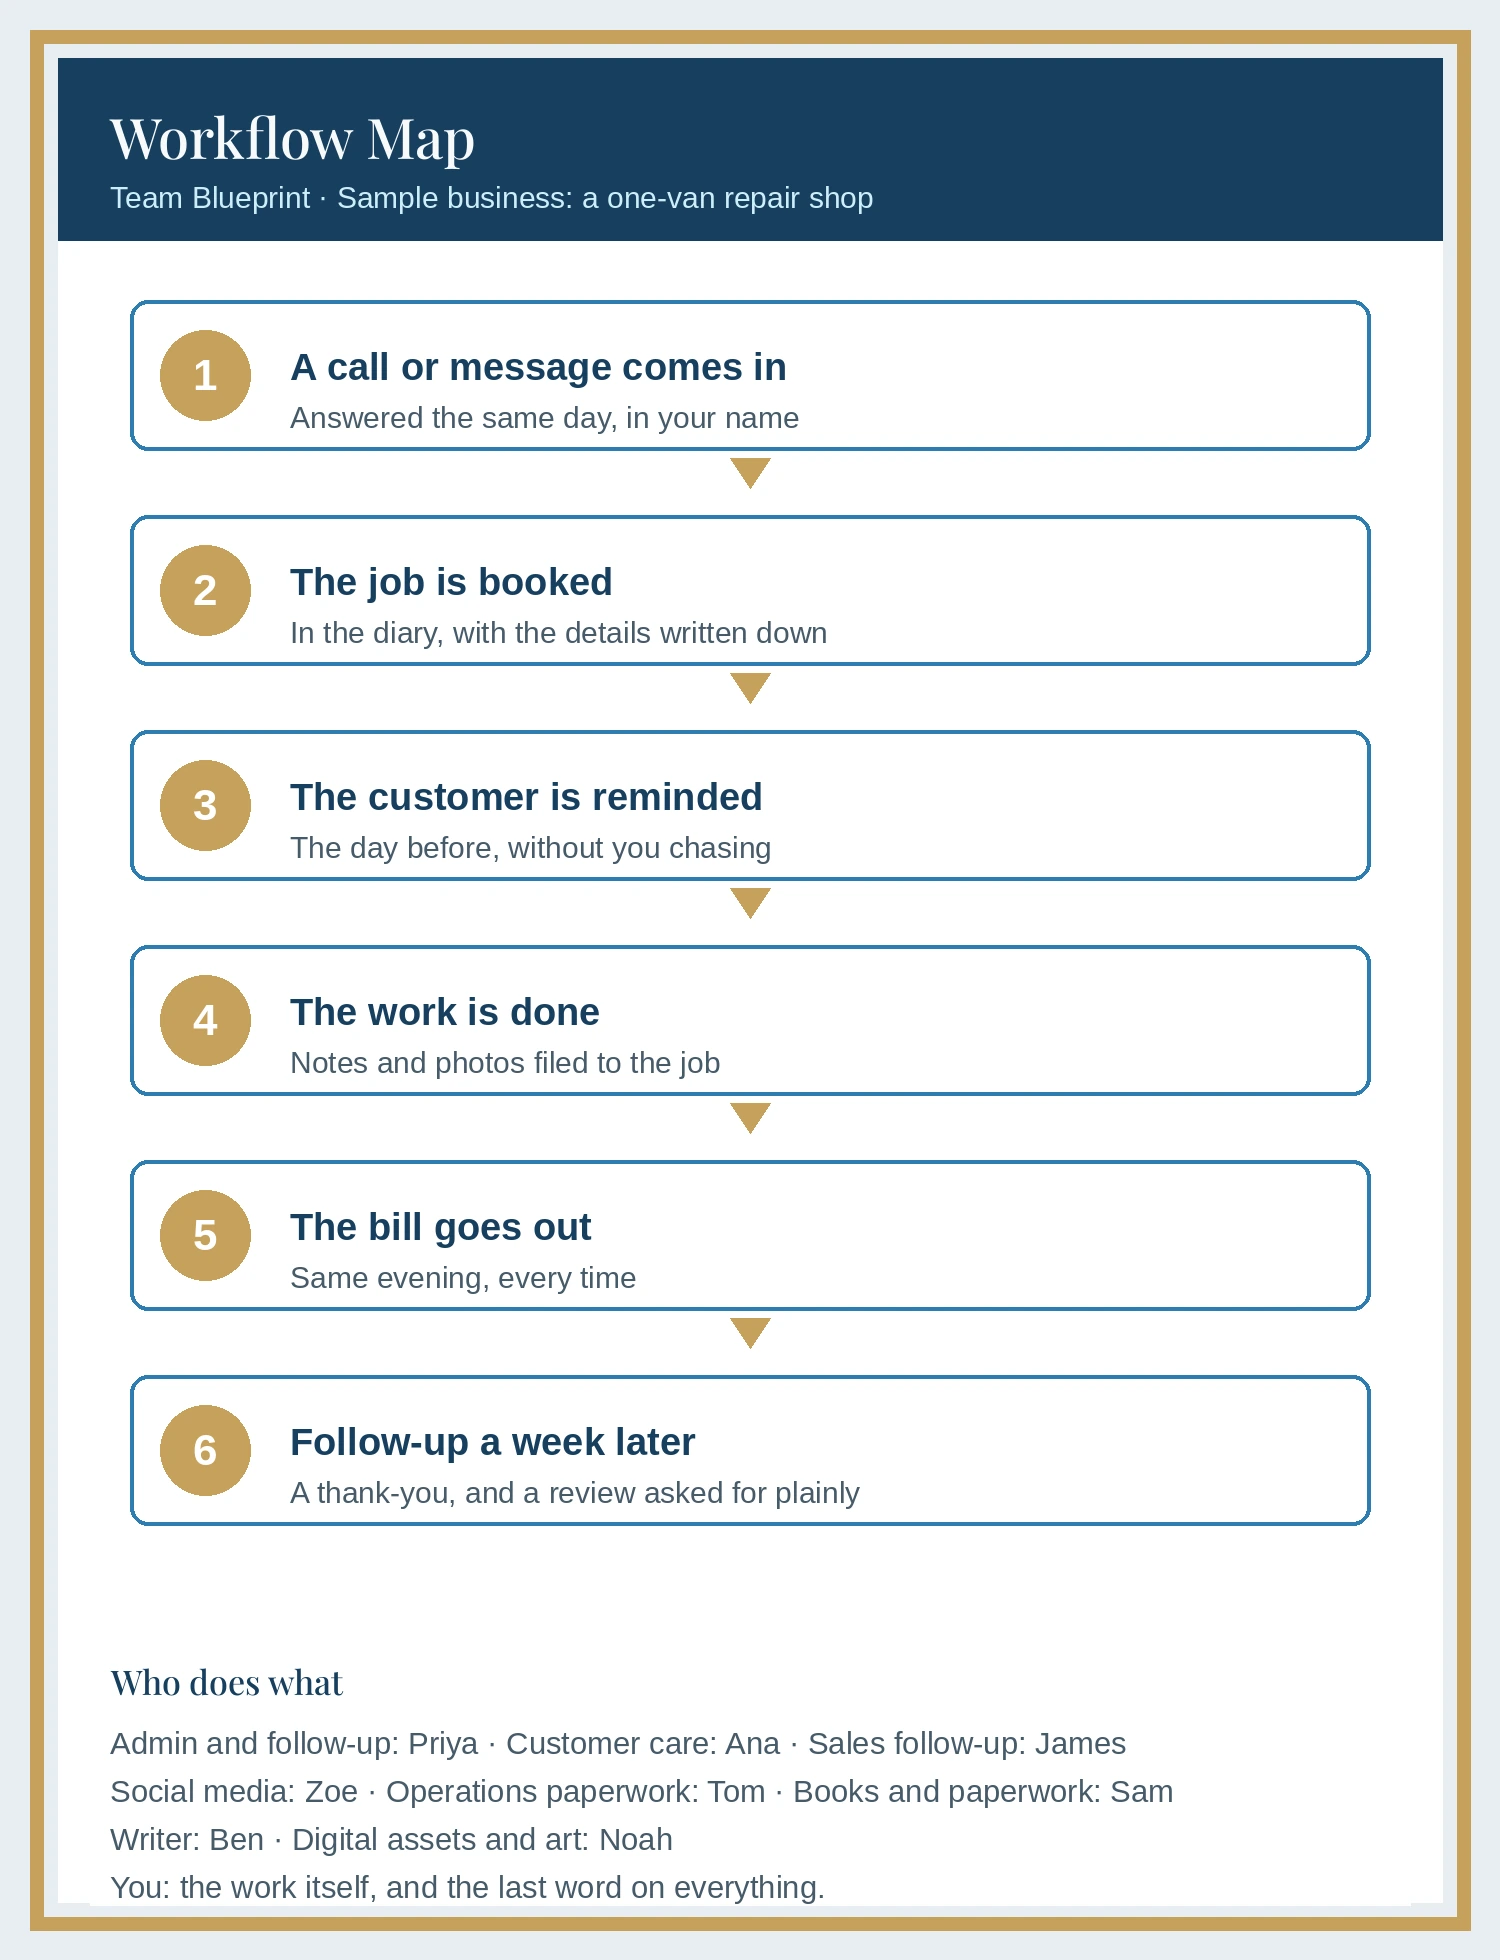 Workflow Map
Team Blueprint · Sample business: a one-van repair shop
1
A call or message comes in
Answered the same day, in your name
2
The job is booked
In the diary, with the details written down
3
The customer is reminded
The day before, without you chasing
4
The work is done
Notes and photos filed to the job
5
The bill goes out
Same evening, every time
6
Follow-up a week later
A thank-you, and a review asked for plainly
Who does what
Admin and follow-up: Priya · Customer care: Ana · Sales follow-up: James
Social media: Zoe · Operations paperwork: Tom · Books and paperwork: Sam
Writer: Ben · Digital assets and art: Noah
You: the work itself, and the last word on everything.